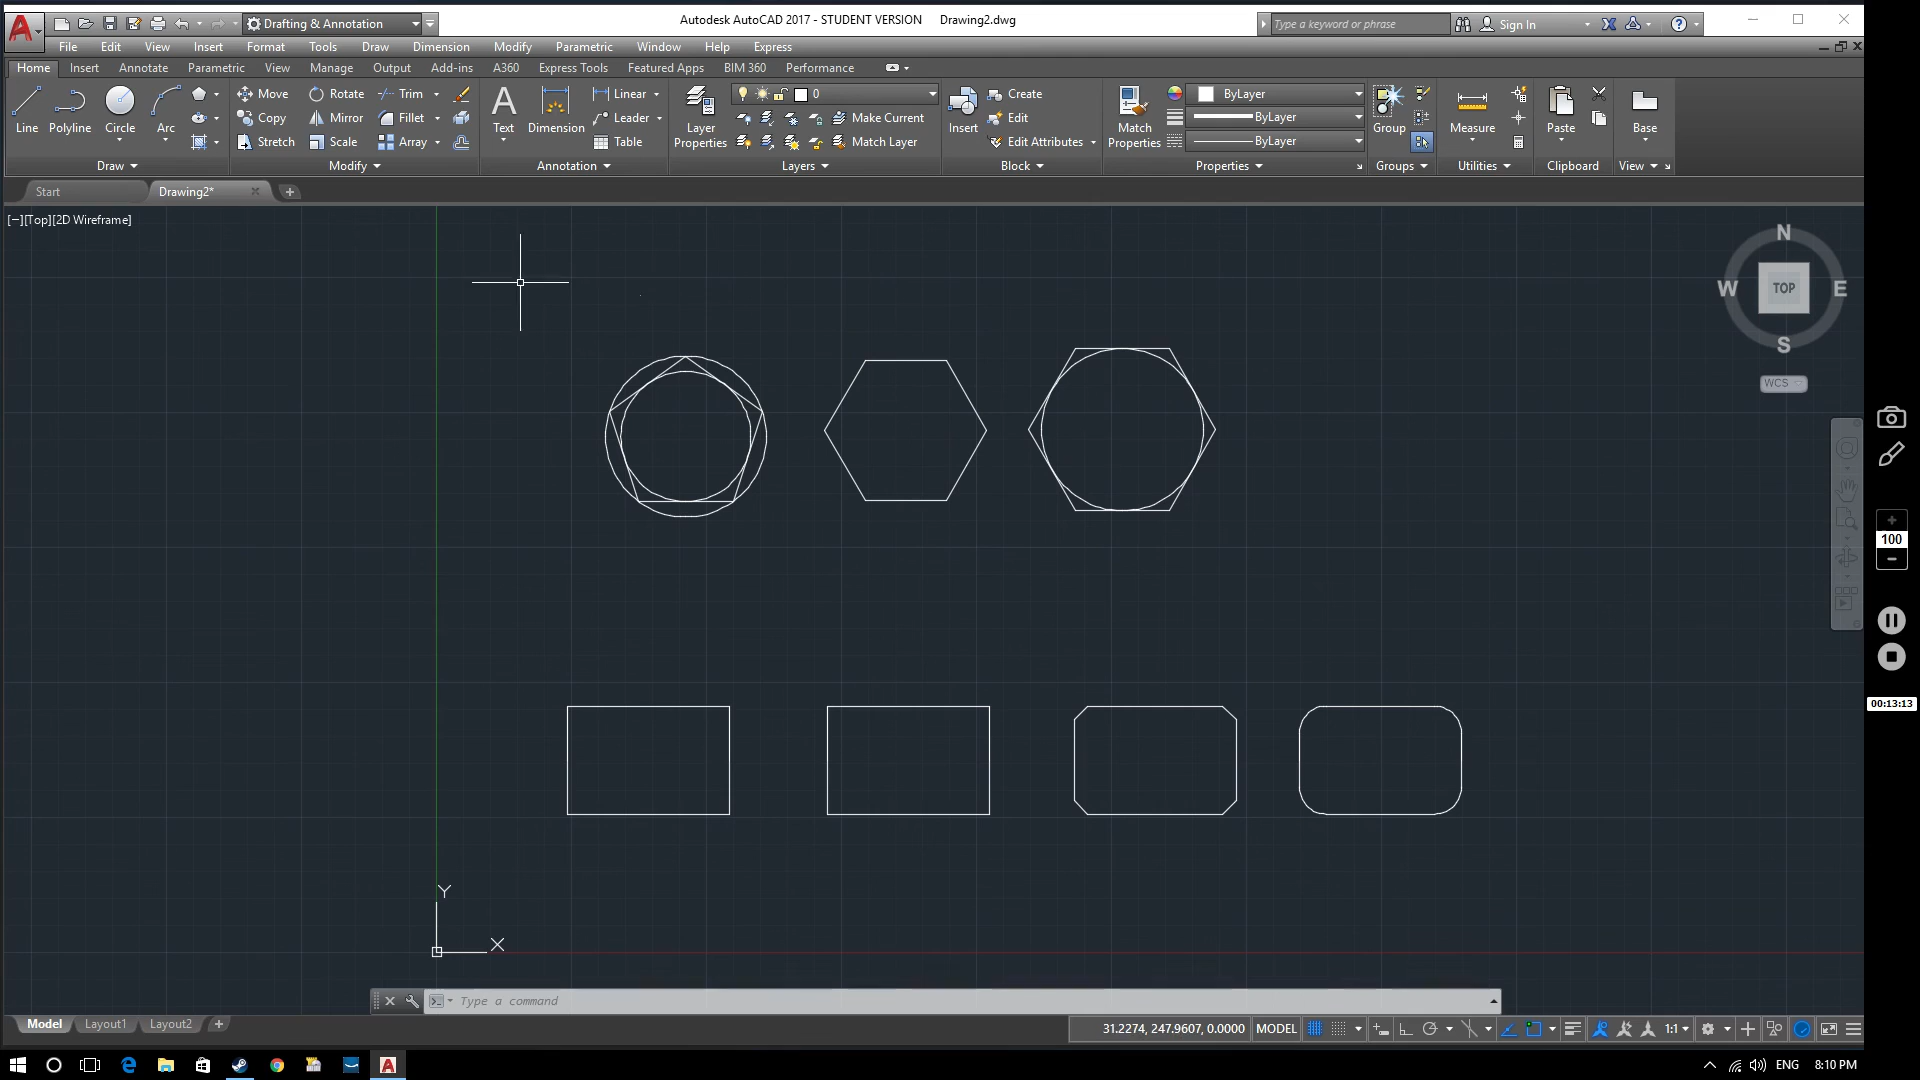 Drafting & Annotation
Autodesk AutoCAD 2017 - STUDENT VERSION Drawing2.dwg
Type a keyword or phrase
Sign In
File Edit View Insert Format Tools Draw Dimension Modify Parametric Window Help Express
Home Insert Annotate Parametric View Manage Output Add-ins A360 Express Tools Featured Apps BIM 360 Performance
Line Polyline Circle Arc
Move Rotate Trim
Copy Mirror Fillet
Stretch Scale Array
Text Dimension
Linear
Leader
Table
Layer Properties
0
Make Current
Match Layer
Insert
Create
Edit
Edit Attributes
Match Properties
ByLayer
ByLayer
ByLayer
Group
Measure
Paste
Base
Draw Modify Annotation Layers Block Properties Groups Utilities Clipboard View
Start Drawing2*
[−][Top][2D Wireframe]
N
W TOP E
S
WCS
100
00:13:13
Y
X
Type a command
Model Layout1 Layout2
31.2274, 247.9607, 0.0000 MODEL
1:1
ENG 8:10 PM